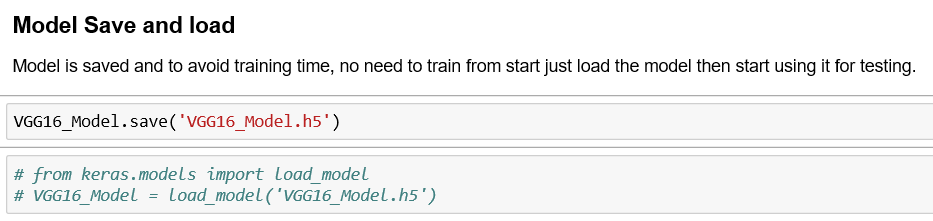 Model Save and load
Model is saved and to avoid training time, no need to train from start just load the model then start using it for testing.
VGG16_Model.save('VGG16_Model.h5')
# from keras.models import load_model
# VGG16_Model = load_model('VGG16_Model.h5')